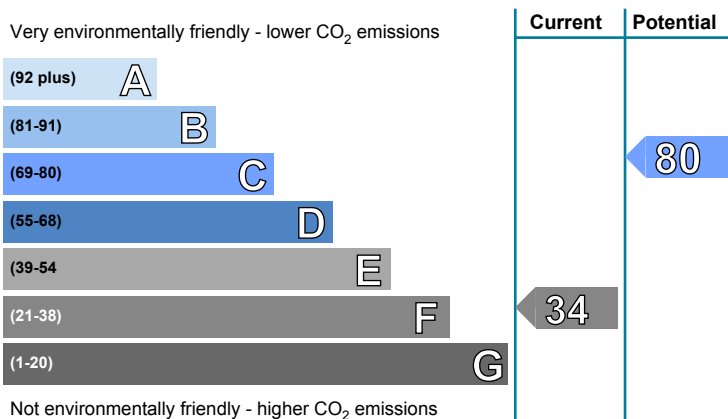 Very environmentally friendly - lower CO2 emissions
Current
Potential
(92 plus) A
(81-91) B
(69-80) C
80
(55-68) D
(39-54 E
(21-38) F
34
(1-20) G
Not environmentally friendly - higher CO2 emissions